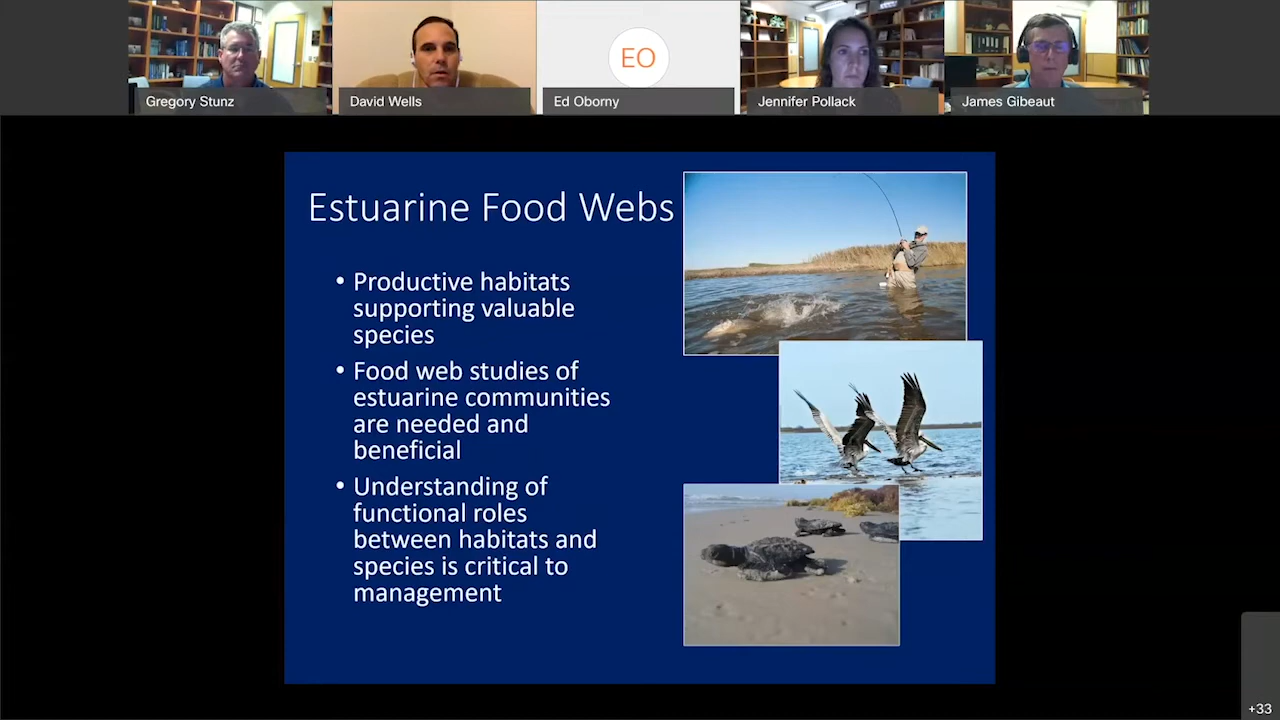 EO
Gregory Stunz
David Wells
Ed Oborny
Jennifer Pollack
James Gibeaut
Estuarine Food Webs
• Productive habitats
supporting valuable
species
• Food web studies of
estuarine communities
are needed and
beneficial
• Understanding of
functional roles
between habitats and
species is critical to
management
+33